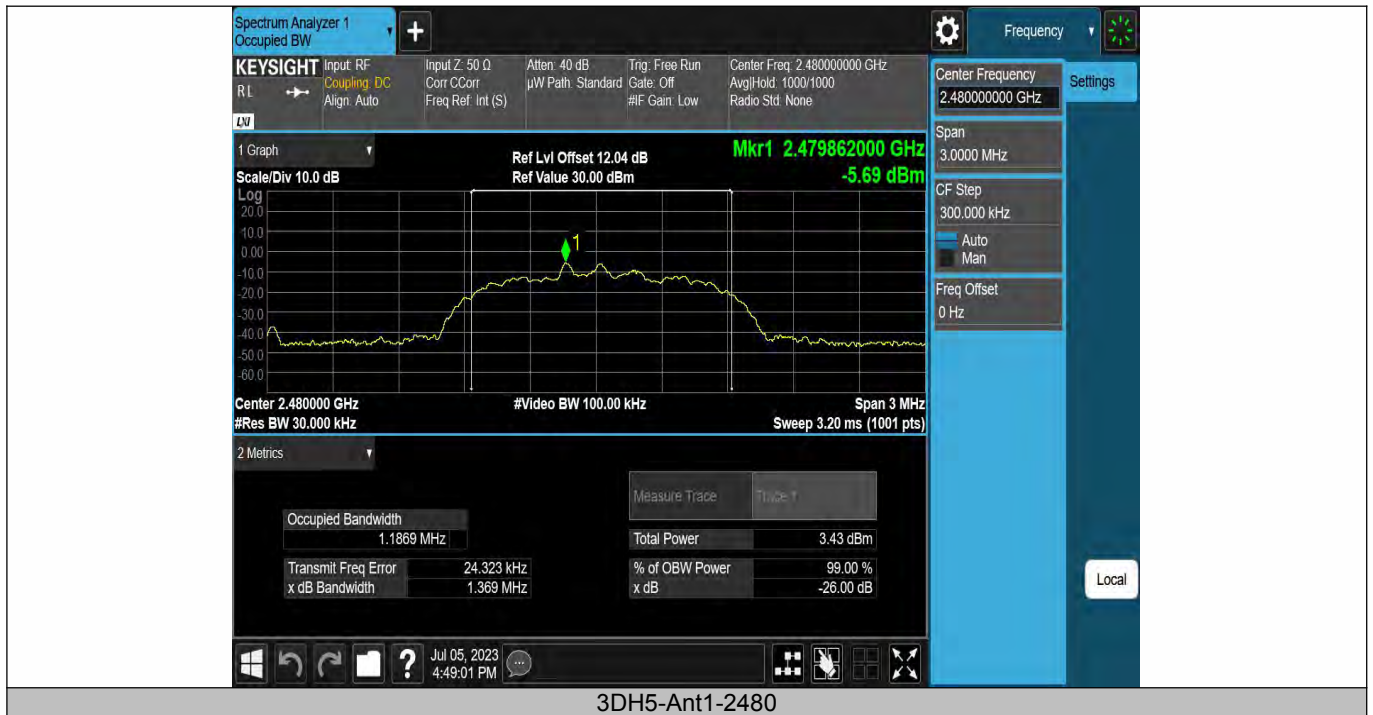 Spectrum Analyzer 1
Occupied BW
Frequency
KEYSIGHT
R L
LXI
Input: RF
Coupling: DC
Align: Auto
Input Z: 50 Ω
Corr CCorr
Freq Ref: Int (S)
Atten: 40 dB
µW Path: Standard
Trig: Free Run
Gate: Off
#IF Gain: Low
Center Freq: 2.480000000 GHz
Avg|Hold: 1000/1000
Radio Std: None
Center Frequency
2.480000000 GHz
Settings
Span
3.0000 MHz
CF Step
300.000 kHz
Auto
Man
Freq Offset
0 Hz
Local
1 Graph
Scale/Div 10.0 dB
Ref Lvl Offset 12.04 dB
Ref Value 30.00 dBm
Mkr1 2.479862000 GHz
-5.69 dBm
Log
20.0
10.0
0.00
-10.0
-20.0
-30.0
-40.0
-50.0
-60.0
1
Center 2.480000 GHz
#Video BW 100.00 kHz
Span 3 MHz
#Res BW 30.000 kHz
Sweep 3.20 ms (1001 pts)
2 Metrics
Measure Trace
Trace 1
Occupied Bandwidth
1.1869 MHz
Total Power
3.43 dBm
Transmit Freq Error
24.323 kHz
% of OBW Power
99.00 %
x dB Bandwidth
1.369 MHz
x dB
-26.00 dB
?
Jul 05, 2023
4:49:01 PM
3DH5-Ant1-2480